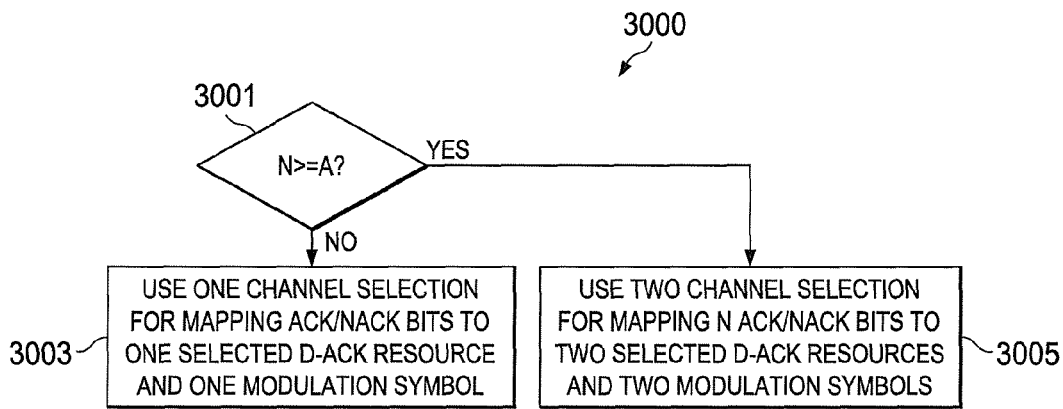 3000
3001
N>=A?
YES
NO
USE ONE CHANNEL SELECTION
FOR MAPPING ACK/NACK BITS TO
ONE SELECTED D-ACK RESOURCE
AND ONE MODULATION SYMBOL
3003
USE TWO CHANNEL SELECTION
FOR MAPPING N ACK/NACK BITS TO
TWO SELECTED D-ACK RESOURCES
AND TWO MODULATION SYMBOLS
3005